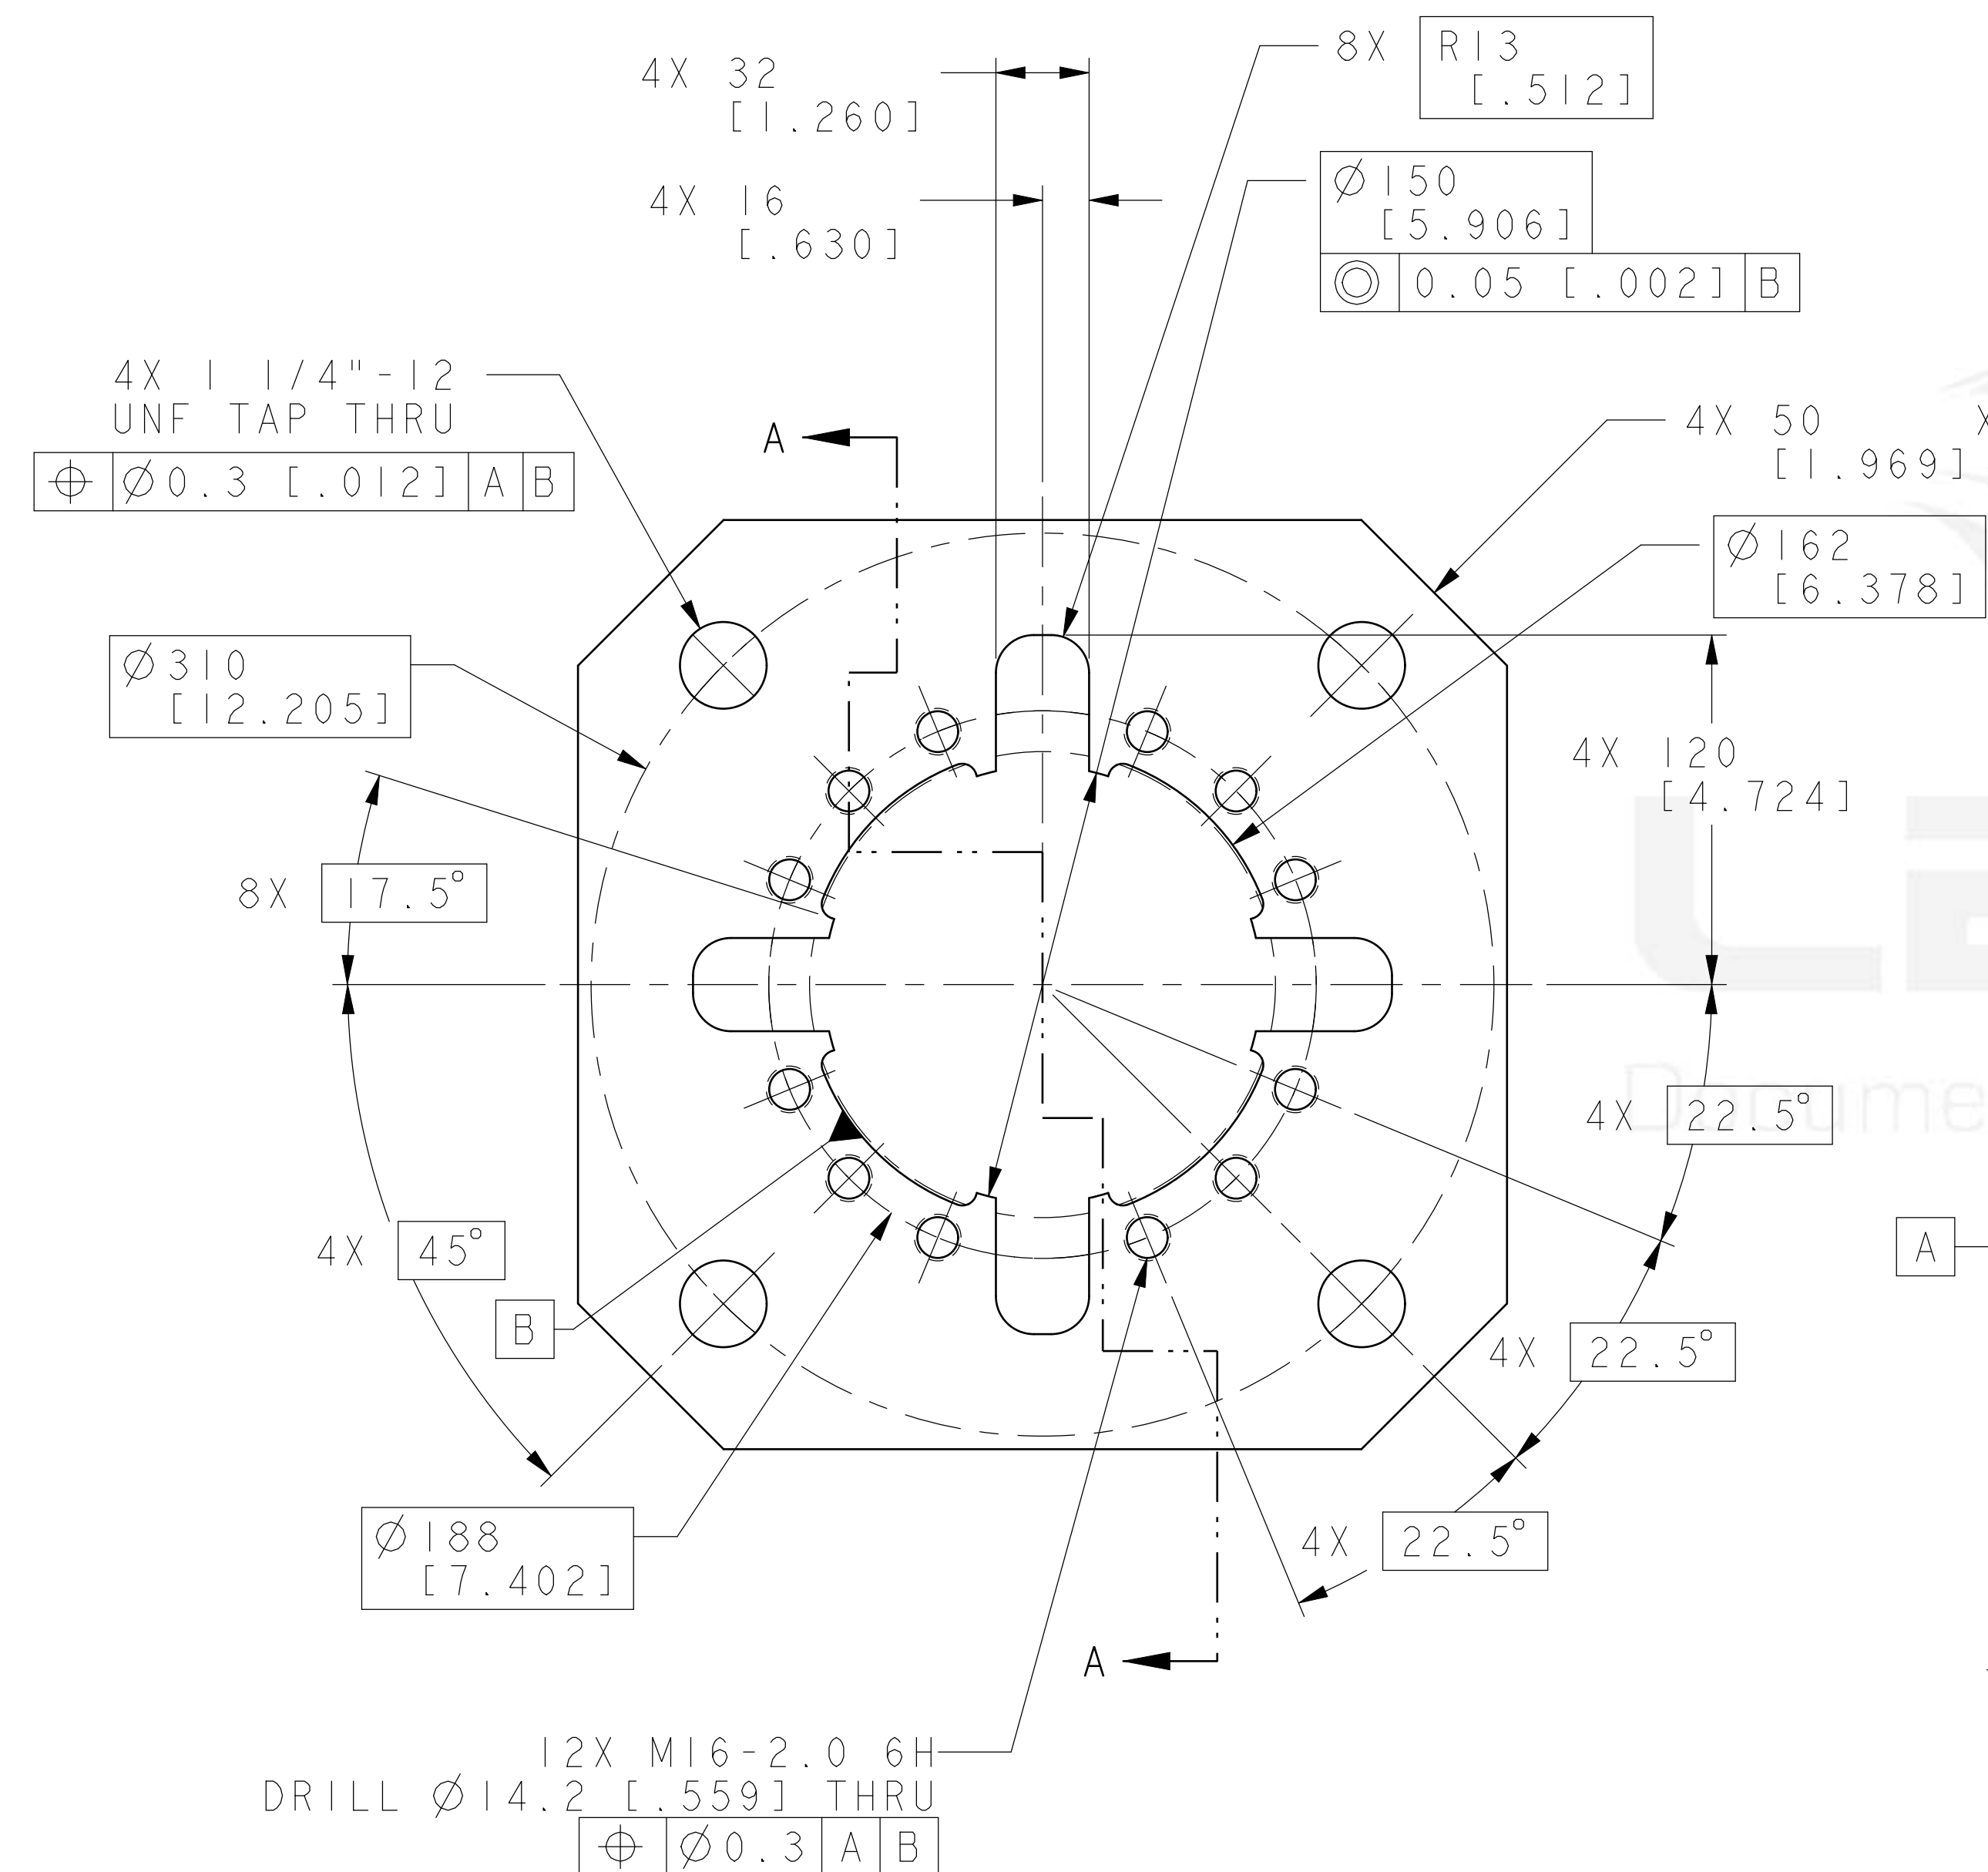 4X 32
[1.260]
8X R13
[.512]
4X 16
[.630]
Ø150
[5.906]
◎ 0.05 [.002] B
4X 1 1/4"-12
UNF TAP THRU
⌖ Ø0.3 [.012] A B
A
4X 50 X
[1.969]
Ø162
[6.378]
Ø310
[12.205]
4X 120
[4.724]
8X 17.5°
4X 22.5°
4X 45°
B
A
4X 22.5°
4X 22.5°
Ø188
[7.402]
A
12X M16-2.0 6H
DRILL Ø14.2 [.559] THRU
⌖ Ø0.3 A B